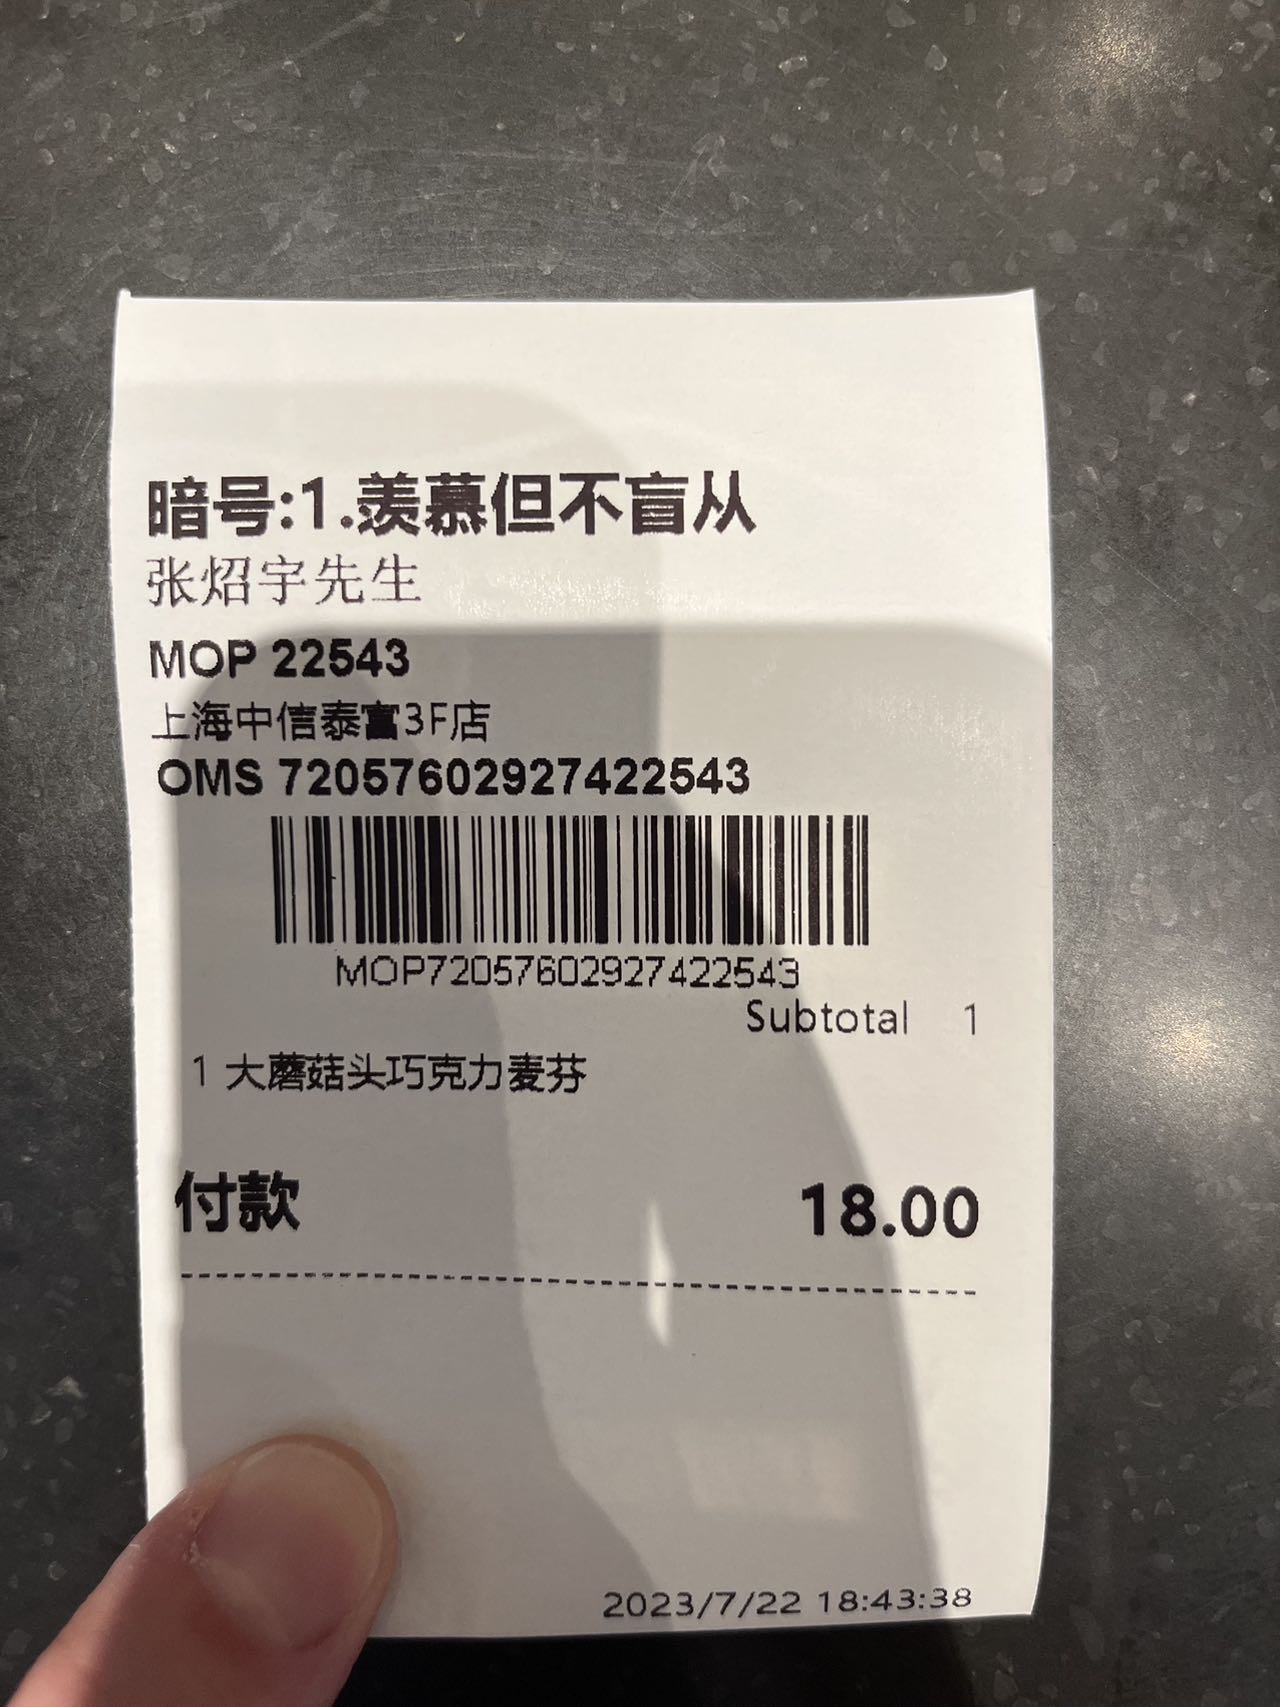 暗号:1.羡慕但不盲从
张炤宇先生
MOP 22543
上海中信泰富3F店
OMS 72057602927422543
MOP72057602927422543
Subtotal 1
1 大蘑菇头巧克力麦芬
付款 18.00
2023/7/22 18:43:38